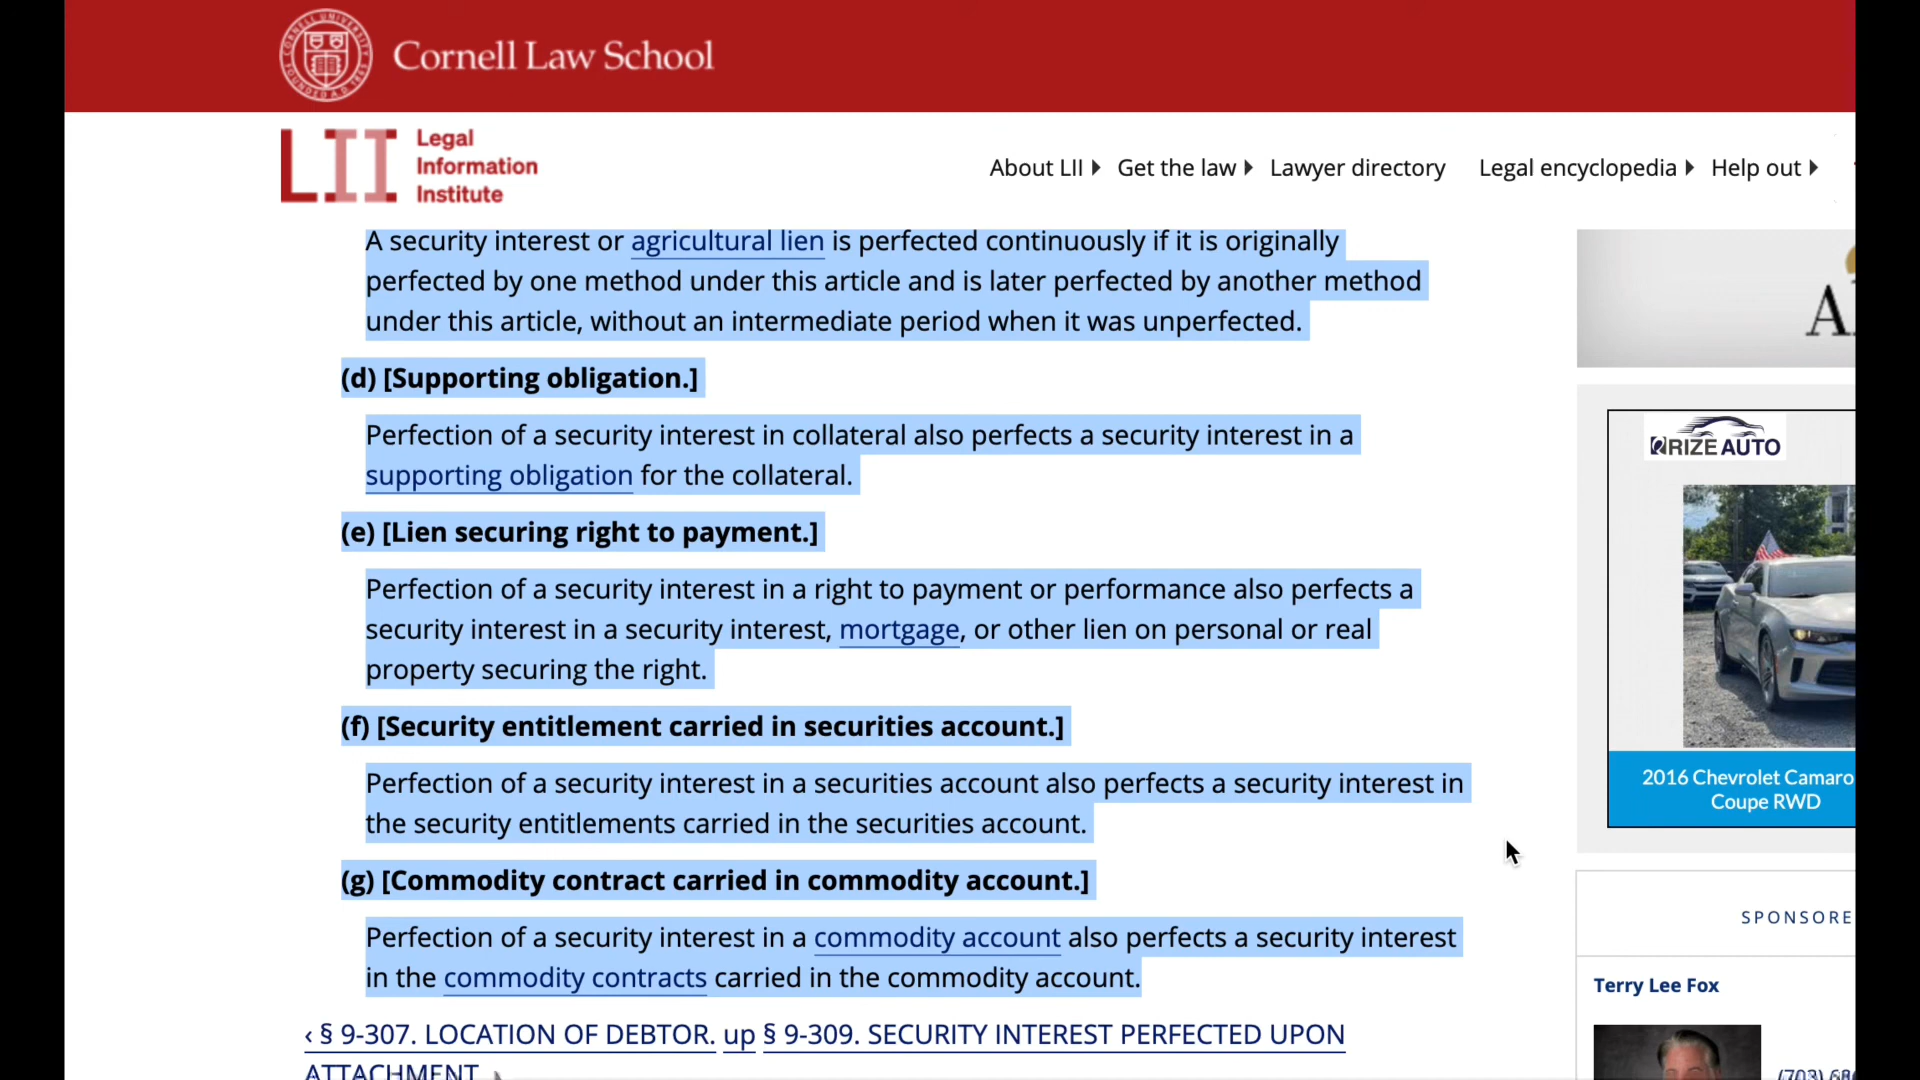 Cornell Law School
LII
Legal
Information
Institute
About LII
Get the law
Lawyer directory
Legal encyclopedia
Help out
A security interest or agricultural lien is perfected continuously if it is originally
perfected by one method under this article and is later perfected by another method
under this article, without an intermediate period when it was unperfected.
(d) [Supporting obligation.]
Perfection of a security interest in collateral also perfects a security interest in a
supporting obligation for the collateral.
(e) [Lien securing right to payment.]
Perfection of a security interest in a right to payment or performance also perfects a
security interest in a security interest, mortgage, or other lien on personal or real
property securing the right.
(f) [Security entitlement carried in securities account.]
Perfection of a security interest in a securities account also perfects a security interest in
the security entitlements carried in the securities account.
(g) [Commodity contract carried in commodity account.]
Perfection of a security interest in a commodity account also perfects a security interest
in the commodity contracts carried in the commodity account.
‹ § 9-307. LOCATION OF DEBTOR. up § 9-309. SECURITY INTEREST PERFECTED UPON
ATTACHMENT.
RIZE AUTO
2016 Chevrolet Camaro
Coupe RWD
SPONSORE
Terry Lee Fox
(703)